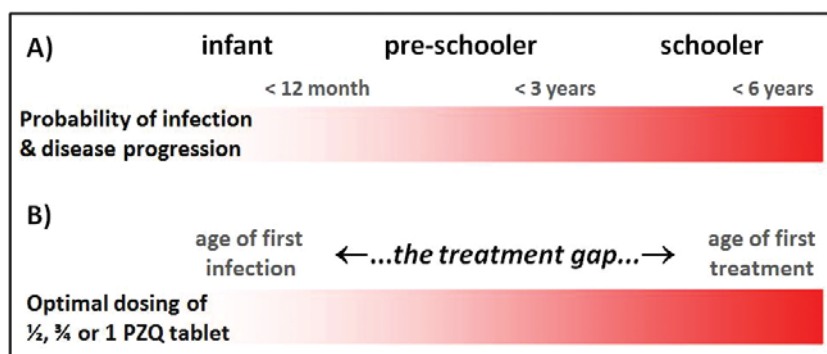 A) infant pre-schooler schooler
< 12 month < 3 years < 6 years
Probability of infection
& disease progression
B)
age of first ←...the treatment gap...→ age of first
infection treatment
Optimal dosing of
½, ¾ or 1 PZQ tablet